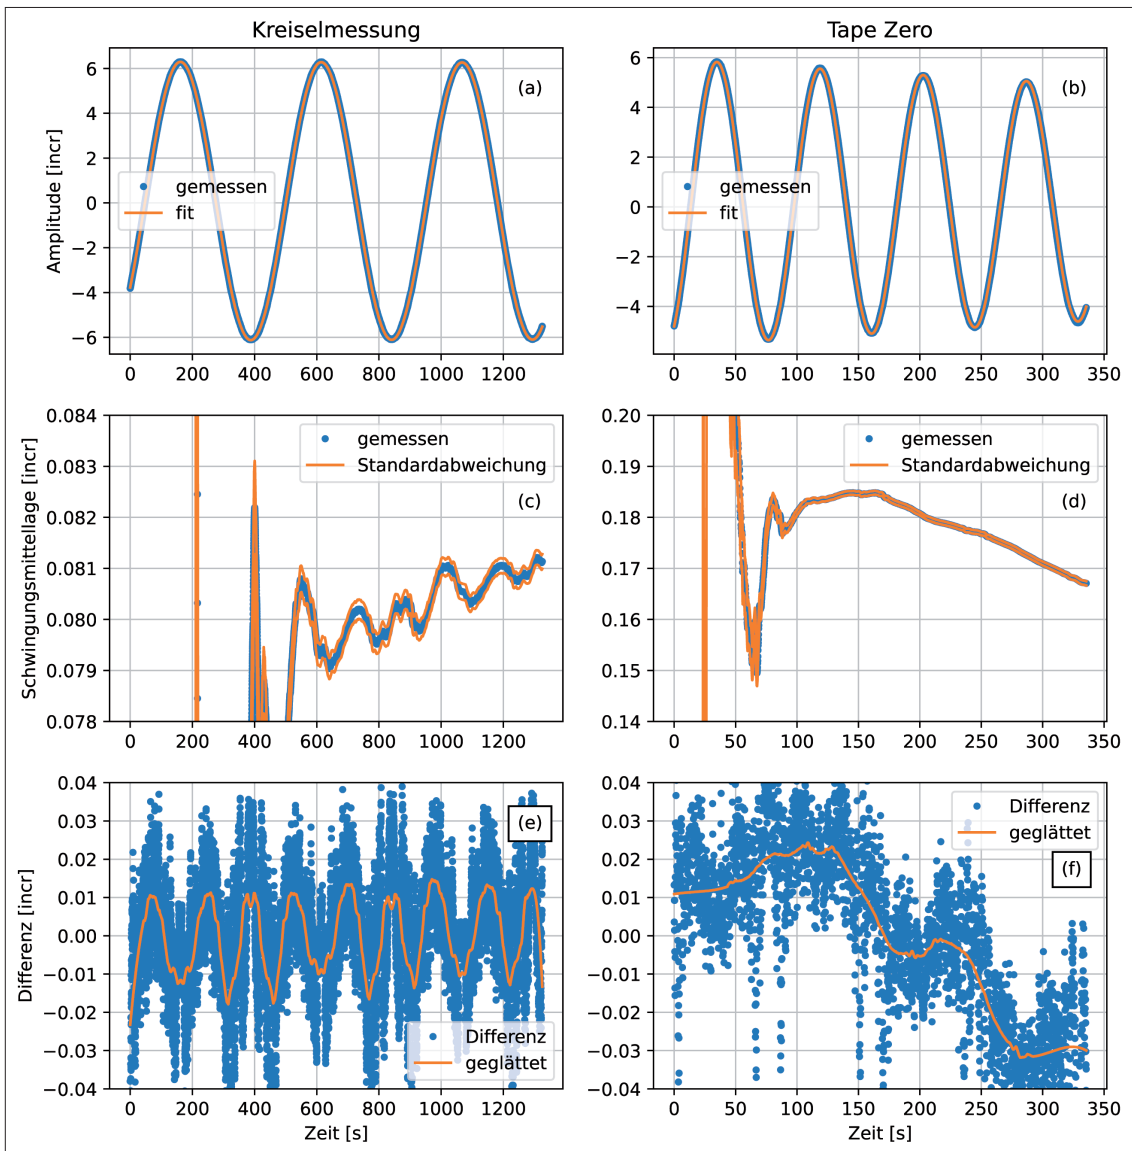 Kreiselmessung
Tape Zero
Amplitude [incr]
6
4
2
0
−2
−4
−6
(a)
gemessen
fit
0 200 400 600 800 1000 1200
6
4
2
0
−2
−4
(b)
gemessen
fit
0 50 100 150 200 250 300 350
Schwingungsmittellage [incr]
0.084
0.083
0.082
0.081
0.080
0.079
0.078
gemessen
Standardabweichung
(c)
0 200 400 600 800 1000 1200
0.20
0.19
0.18
0.17
0.16
0.15
0.14
gemessen
Standardabweichung
(d)
0 50 100 150 200 250 300 350
Differenz [incr]
0.04
0.03
0.02
0.01
0.00
−0.01
−0.02
−0.03
−0.04
(e)
Differenz
geglättet
0 200 400 600 800 1000 1200
Zeit [s]
0.04
0.03
0.02
0.01
0.00
−0.01
−0.02
−0.03
−0.04
Differenz
geglättet
(f)
0 50 100 150 200 250 300 350
Zeit [s]